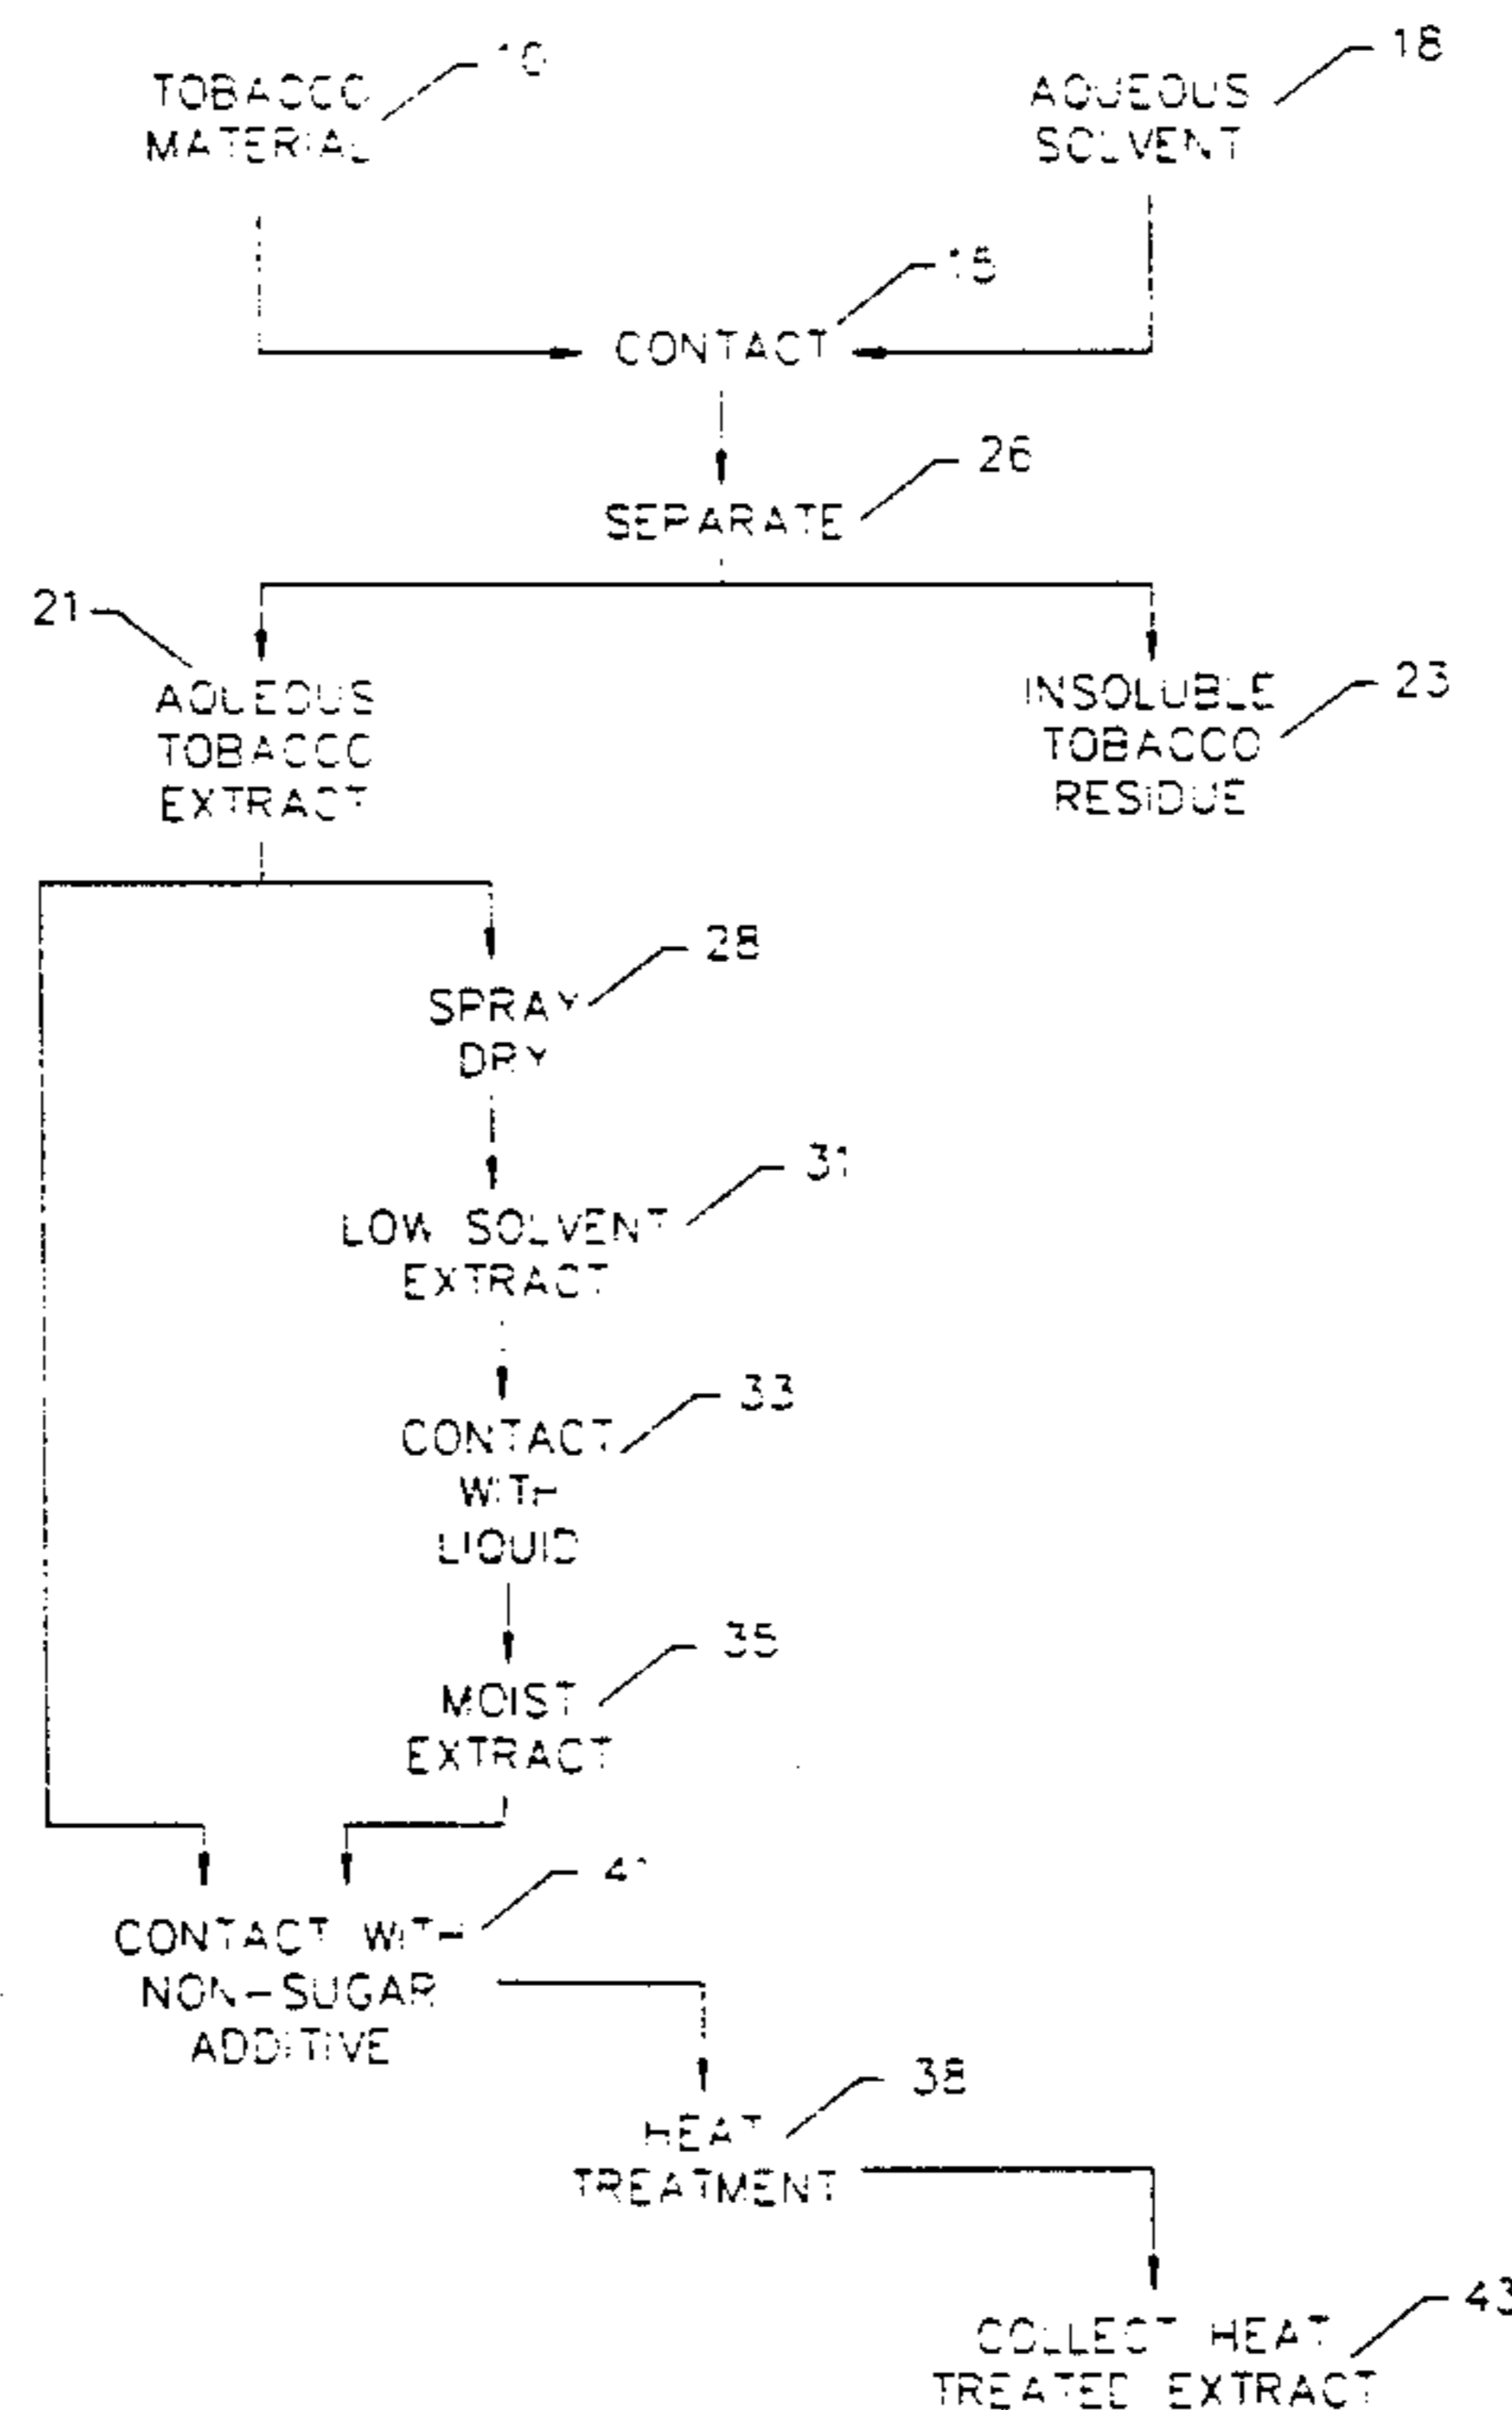 TOBACCO
MATERIAL
10
AQUEOUS
SOLVENT
18
CONTACT
15
SEPARATE
26
21
AQUEOUS
TOBACCO
EXTRACT
INSOLUBLE
TOBACCO
RESIDUE
23
SPRAY
DRY
28
LOW SOLVENT
EXTRACT
31
CONTACT
WITH
LIQUID
33
MOIST
EXTRACT
35
CONTACT WITH
NON-SUGAR
ADDITIVE
41
HEAT
TREATMENT
38
COLLECT HEAT
TREATED EXTRACT
43